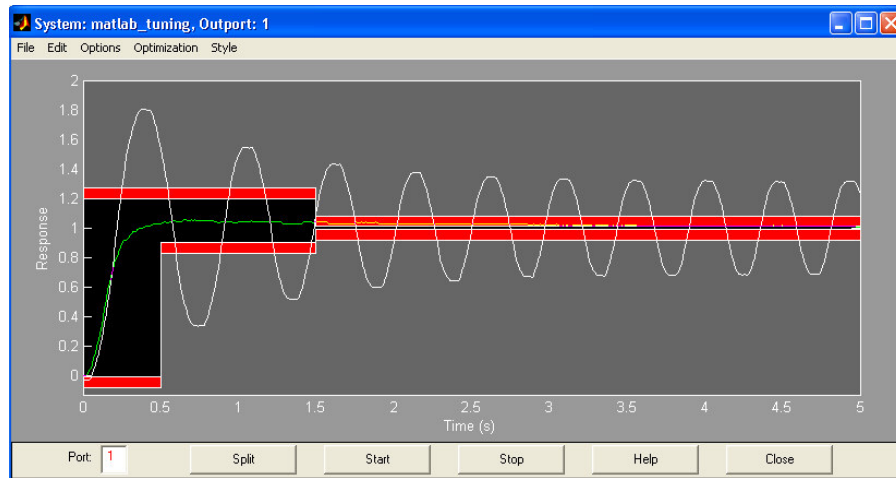 System: matlab_tuning, Outport: 1
File Edit Options Optimization Style
2
1.8
1.6
1.4
1.2
1
0.8
0.6
0.4
0.2
0
Response
0 0.5 1 1.5 2 2.5 3 3.5 4 4.5 5
Time (s)
Port: 1 Split Start Stop Help Close